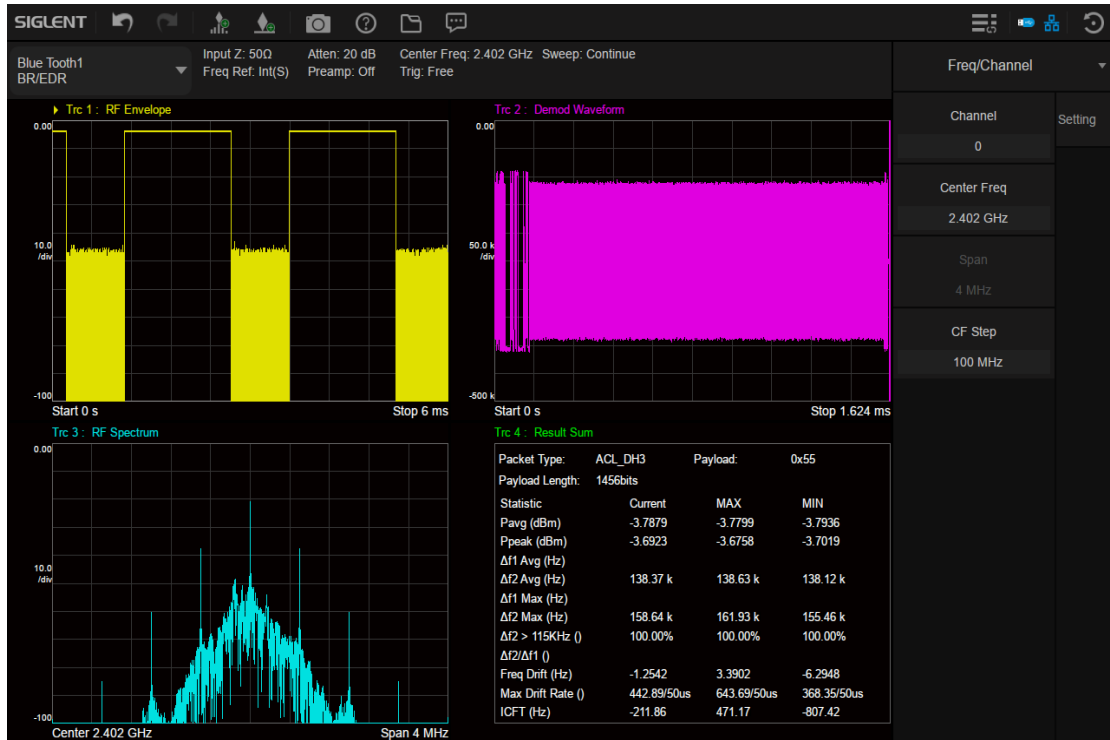 SIGLENT
Blue Tooth1
BR/EDR
Input Z: 50Ω Atten: 20 dB Center Freq: 2.402 GHz Sweep: Continue
Freq Ref: Int(S) Preamp: Off Trig: Free
Freq/Channel
Channel
0
Setting
Center Freq
2.402 GHz
Span
4 MHz
CF Step
100 MHz
Trc 1 : RF Envelope
0.00
10.0
/div
-100
Start 0 s Stop 6 ms
Trc 2 : Demod Waveform
0.00
50.0 k
/div
-500 k
Start 0 s Stop 1.624 ms
Trc 3 : RF Spectrum
0.00
10.0
/div
-100
Center 2.402 GHz Span 4 MHz
Trc 4 : Result Sum
Packet Type: ACL_DH3 Payload: 0x55
Payload Length: 1456bits
Statistic Current MAX MIN
Pavg (dBm) -3.7879 -3.7799 -3.7936
Ppeak (dBm) -3.6923 -3.6758 -3.7019
Δf1 Avg (Hz)
Δf2 Avg (Hz) 138.37 k 138.63 k 138.12 k
Δf1 Max (Hz)
Δf2 Max (Hz) 158.64 k 161.93 k 155.46 k
Δf2 > 115KHz () 100.00% 100.00% 100.00%
Δf2/Δf1 ()
Freq Drift (Hz) -1.2542 3.3902 -6.2948
Max Drift Rate () 442.89/50us 643.69/50us 368.35/50us
ICFT (Hz) -211.86 471.17 -807.42